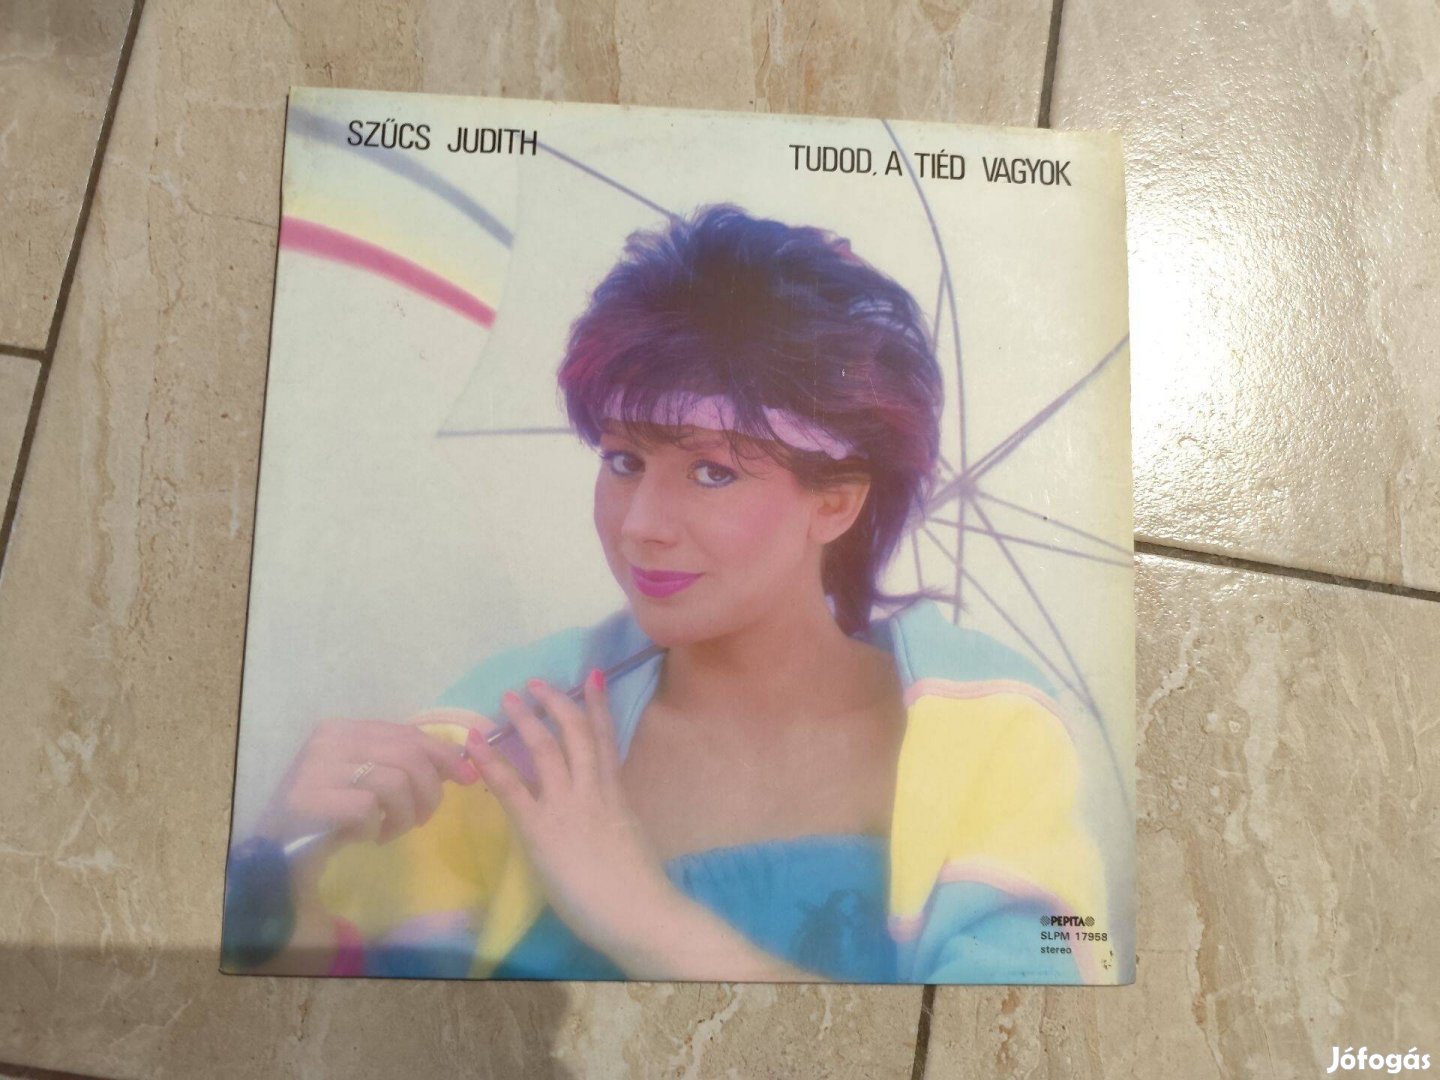 SZŰCS JUDITH
TUDOD, A TIÉD VAGYOK
PEPITA
SLPM 17958
stereo
Jófogás